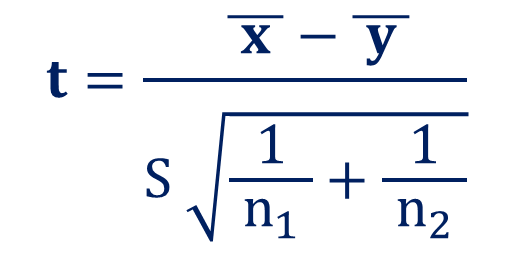 t = (x̅ − y̅) / (S √(1/n₁ + 1/n₂))